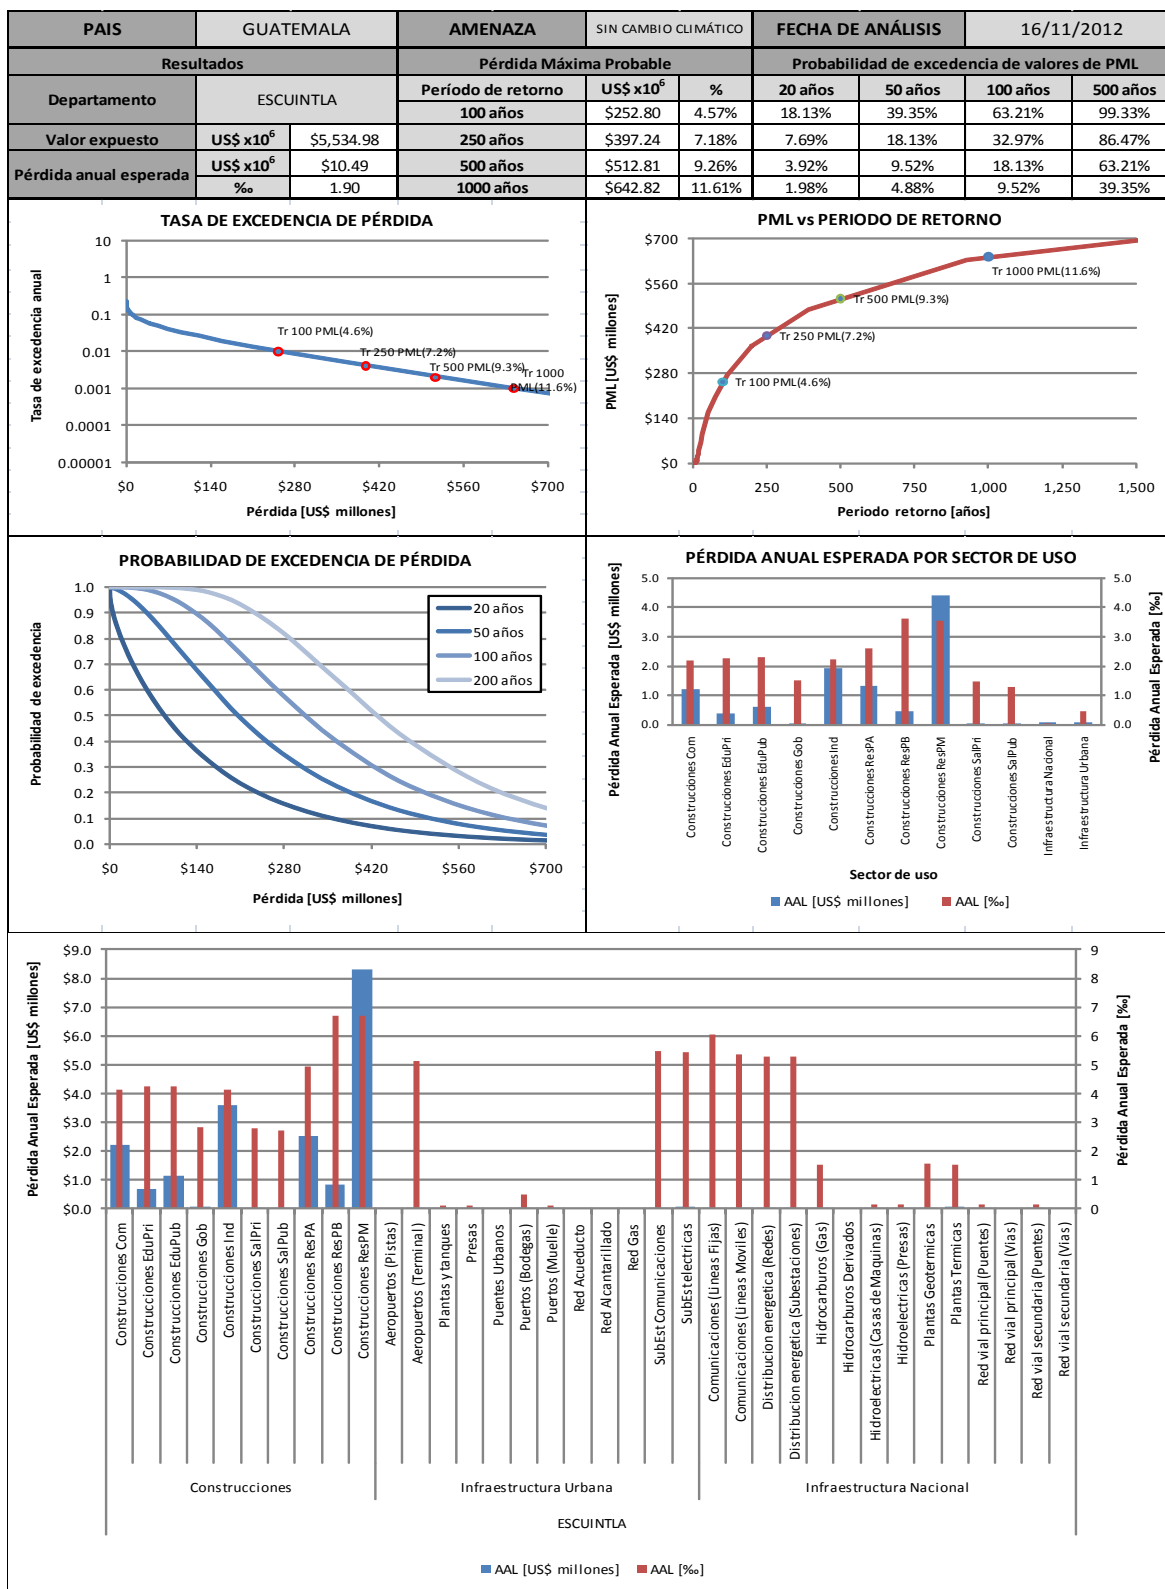 PAIS GUATEMALA AMENAZA SIN CAMBIO CLIMÁTICO FECHA DE ANÁLISIS 16/11/2012
Resultados Pérdida Máxima Probable Probabilidad de excedencia de valores de PML
Departamento ESCUINTLA Período de retorno US$ x10⁶ % 20 años 50 años 100 años 500 años
100 años $252.80 4.57% 18.13% 39.35% 63.21% 99.33%
Valor expuesto US$ x10⁶ $5,534.98 250 años $397.24 7.18% 7.69% 18.13% 32.97% 86.47%
Pérdida anual esperada US$ x10⁶ $10.49 500 años $512.81 9.26% 3.92% 9.52% 18.13% 63.21%
‰ 1.90 1000 años $642.82 11.61% 1.98% 4.88% 9.52% 39.35%
TASA DE EXCEDENCIA DE PÉRDIDA
Tasa de excedencia anual
10
1
0.1
0.01
0.001
0.0001
0.00001
Tr 100 PML(4.6%)
Tr 250 PML(7.2%)
Tr 500 PML(9.3%)
Tr 1000
PML(11.6%)
$0 $140 $280 $420 $560 $700
Pérdida [US$ millones]
PML vs PERIODO DE RETORNO
PML [US$ millones]
$700
$560
$420
$280
$140
$0
Tr 1000 PML(11.6%)
Tr 500 PML(9.3%)
Tr 250 PML(7.2%)
Tr 100 PML(4.6%)
0 250 500 750 1,000 1,250 1,500
Periodo retorno [años]
PROBABILIDAD DE EXCEDENCIA DE PÉRDIDA
Probabilidad de excedencia
1.0
0.9
0.8
0.7
0.6
0.5
0.4
0.3
0.2
0.1
0.0
20 años
50 años
100 años
200 años
$0 $140 $280 $420 $560 $700
Pérdida [US$ millones]
PÉRDIDA ANUAL ESPERADA POR SECTOR DE USO
Pérdida Anual Esperada [US$ millones]
5.0
4.0
3.0
2.0
1.0
0.0
5.0
4.0
3.0
2.0
1.0
0.0
Pérdida Anual Esperada [‰]
Construcciones Com
Construcciones EduPri
Construcciones EduPub
Construcciones Gob
Construcciones Ind
Construcciones ResPA
Construcciones ResPB
Construcciones ResPM
Construcciones SalPri
Construcciones SalPub
Infraestructura Nacional
Infraestructura Urbana
Sector de uso
AAL [US$ millones] AAL [‰]
Pérdida Anual Esperada [US$ millones]
$9.0
$8.0
$7.0
$6.0
$5.0
$4.0
$3.0
$2.0
$1.0
$0.0
9
8
7
6
5
4
3
2
1
0
Pérdida Anual Esperada [‰]
Construcciones Com
Construcciones EduPri
Construcciones EduPub
Construcciones Gob
Construcciones Ind
Construcciones SalPri
Construcciones SalPub
Construcciones ResPA
Construcciones ResPB
Construcciones ResPM
Aeropuertos (Pistas)
Aeropuertos (Terminal)
Plantas y tanques
Presas
Puentes Urbanos
Puertos (Bodegas)
Puertos (Muelle)
Red Acueducto
Red Alcantarillado
Red Gas
SubEst Comunicaciones
SubEst electricas
Comunicaciones (Lineas Fijas)
Comunicaciones (Lineas Moviles)
Distribucion energetica (Redes)
Distribucion energetica (Subestaciones)
Hidrocarburos (Gas)
Hidrocarburos Derivados
Hidroelectricas (Casas de Maquinas)
Hidroelectricas (Presas)
Plantas Geotermicas
Plantas Termicas
Red vial principal (Puentes)
Red vial principal (Vias)
Red vial secundaria (Puentes)
Red vial secundaria (Vias)
Construcciones Infraestructura Urbana Infraestructura Nacional
ESCUINTLA
AAL [US$ millones] AAL [‰]